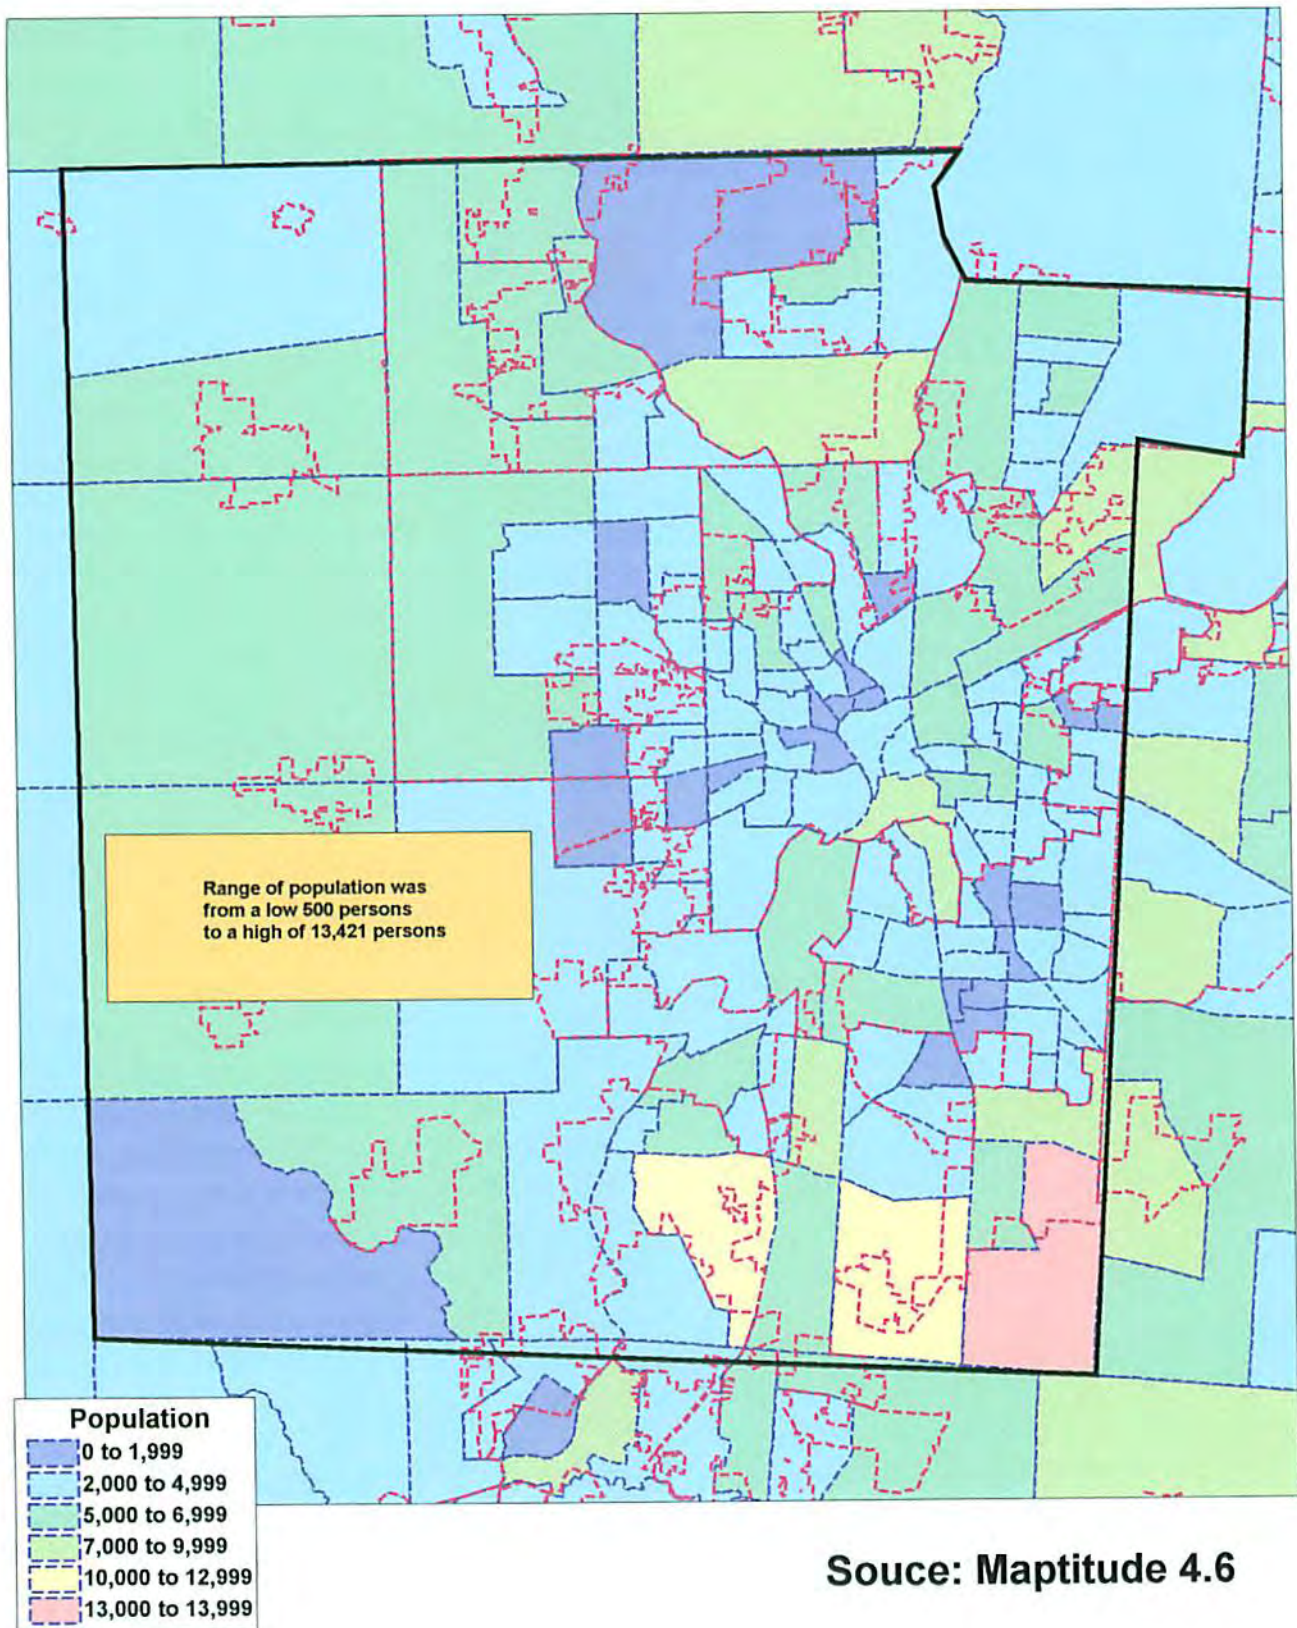 Range of population was
from a low 500 persons
to a high of 13,421 persons
Population
0 to 1,999
2,000 to 4,999
5,000 to 6,999
7,000 to 9,999
10,000 to 12,999
13,000 to 13,999
Souce: Maptitude 4.6